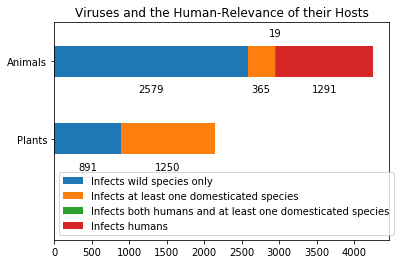 Viruses and the Human-Relevance of their Hosts
19
Animals
2579 365 1291
Plants
891 1250
Infects wild species only
Infects at least one domesticated species
Infects both humans and at least one domesticated species
Infects humans
0 500 1000 1500 2000 2500 3000 3500 4000